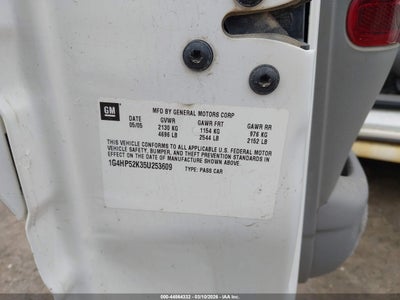 GM
MFD BY GENERAL MOTORS CORP
DATE GVWR GAWR FRT GAWR RR
05/05 2130 KG 1154 KG 976 KG
4696 LB 2544 LB 2152 LB
THIS VEHICLE CONFORMS TO ALL APPLICABLE U.S. FEDERAL MOTOR
VEHICLE SAFETY, BUMPER, AND THEFT PREVENTION STANDARDS IN
EFFECT ON THE DATE OF MANUFACTURE SHOWN ABOVE.
1G4HP52K35U253609 TYPE: PASS CAR
000-44984333 - 03/10/2026 - IAA